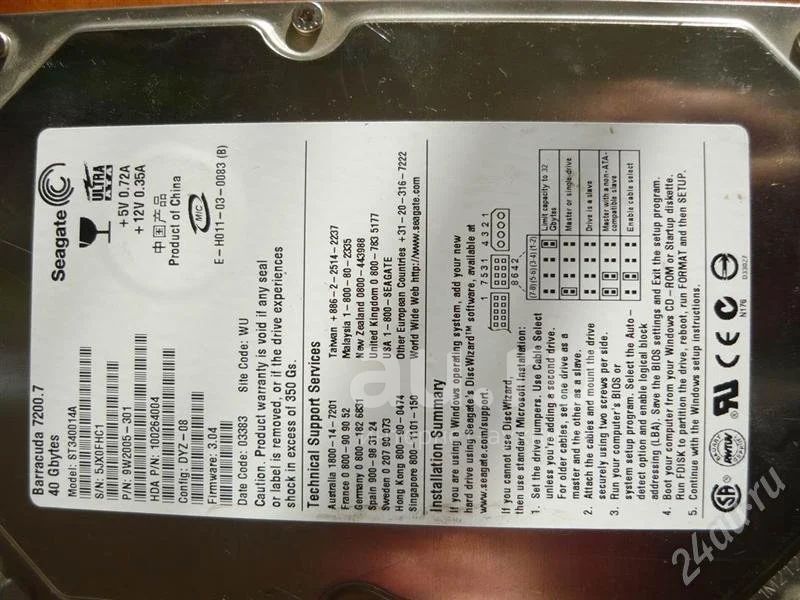 Barracuda 7200.7
40 Gbytes
Model: ST340014A
S/N: 5JX0FHC1
P/N: 9W2005-301
HDA P/N: 100264004
Config: DYZ-08
Firmware: 3.04
Date Code: 03383 Site Code: WU
Caution. Product warranty is void if any seal
or label is removed, or if the drive experiences
shock in excess of 350 Gs.
Seagate
ULTRA
ATA
+5V 0.72A
+12V 0.35A
中国产品
Product of China
MIC
E-H011-03-0083 (B)
Technical Support Services
Australia 1800-14-7201
France 0 800-90 90 52
Germany 0 800-182 6831
Spain 900-98 31 24
Sweden 0 207 90 073
Hong Kong 800-90-0474
Singapore 800-1101-150
Taiwan +886-2-2514-2237
Malaysia 1-800-80-2335
New Zealand 0800-443988
United Kingdom 0 800-783 5177
USA 1-800-SEAGATE
Other European Countries +31-20-316-7222
World Wide Web http://www.seagate.com
Installation Summary
If you are using a Windows operating system, add your new
hard drive using Seagate's DiscWizard™ software, available at
www.seagate.com/support.
If you cannot use DiscWizard,
then use standard Microsoft installation:
1. Set the drive jumpers. Use Cable Select
unless you're adding a second drive.
For older cables, set one drive as a
master and the other as a slave.
2. Attach the cables and mount the drive
securely using two screws per side.
3. Run your computer's BIOS or
system setup program. Select the Auto-
detect option and enable logical block
addressing (LBA). Save the BIOS settings and Exit the setup program.
4. Boot your computer from your Windows CD-ROM or Startup diskette.
Run FDISK to partition the drive, reboot, run FORMAT and then SETUP.
5. Continue with the Windows setup instructions.
7 5 3 1 4 3 2 1
8 6 4 2
(7-8)(5-6)(3-4)(1-2)
Limit capacity to 32
Gbytes
Master or single drive
Drive is a slave
Master with a non-ATA-
compatible slave
Enable cable select
N176
CE
24au.ru